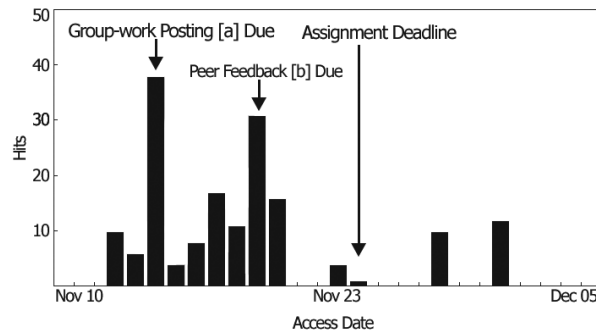 50
Group-work Posting [a] Due
Assignment Deadline
40
Peer Feedback [b] Due
30
Hits
20
10
Nov 10
Nov 23
Dec 05
Access Date